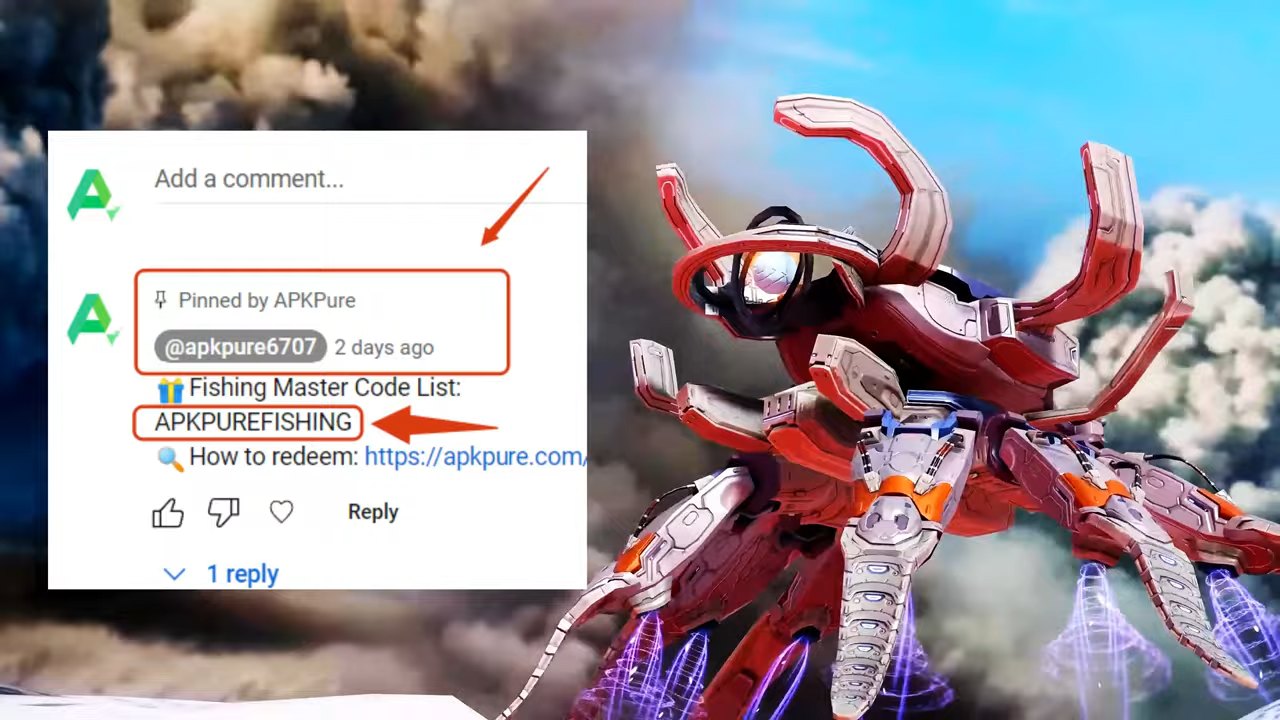 Add a comment...
Pinned by APKPure
@apkpure6707 2 days ago
Fishing Master Code List:
APKPUREFISHING
How to redeem: https://apkpure.com/
Reply
1 reply